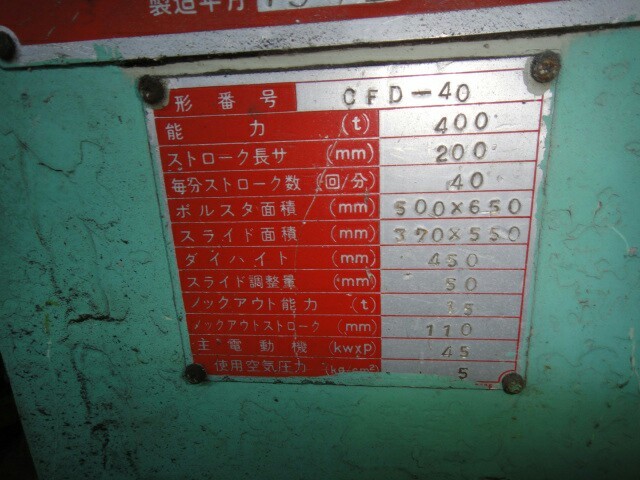 製造年月
形番号 CFD-40
能力 (t) 400
ストローク長サ (mm) 200
毎分ストローク数 (回/分) 40
ボルスタ面積 (mm) 500×650
スライド面積 (mm) 370×550
ダイハイト (mm) 450
スライド調整量 (mm) 50
ノックアウト能力 (t) 15
ノックアウトストローク (mm) 110
主電動機 (kw×P) 45
使用空気圧力 (kg/cm²) 5